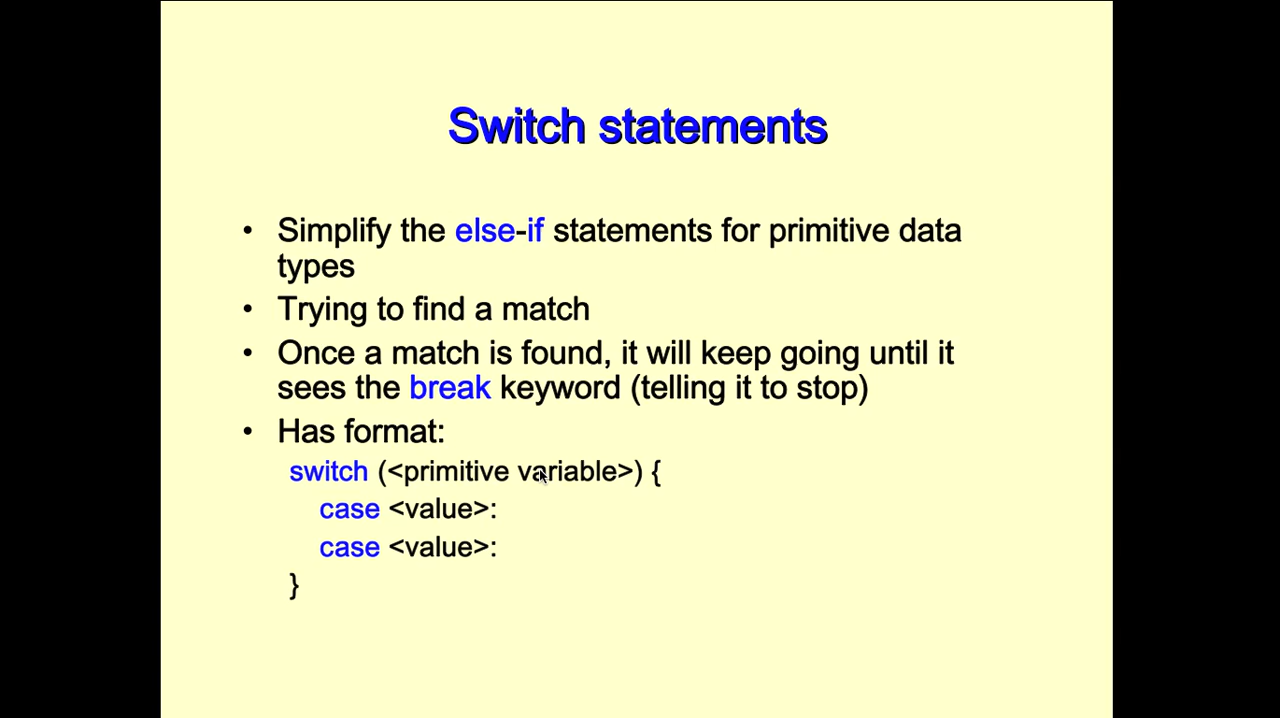 Switch statements
• Simplify the else-if statements for primitive data
types
• Trying to find a match
• Once a match is found, it will keep going until it
sees the break keyword (telling it to stop)
• Has format:
switch (<primitive variable>) {
case <value>:
case <value>:
}